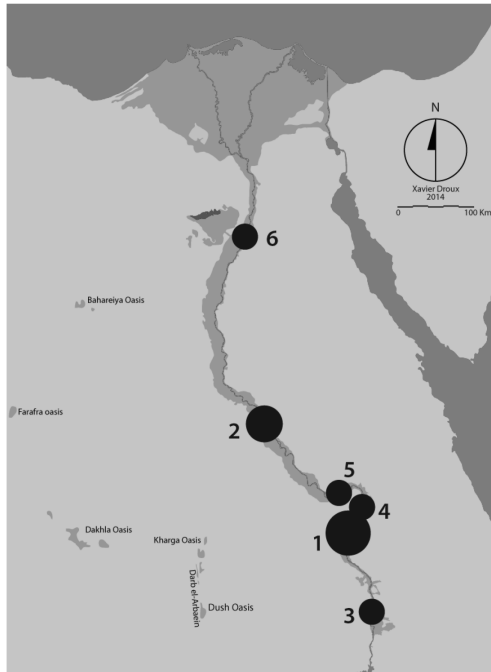 N
Xavier Droux
2014
0 100 Km
6
Bahareiya Oasis
Farafra oasis
2
5
4
Dakhla Oasis
Kharga Oasis
1
Darb el-Arbaein
Dush Oasis
3